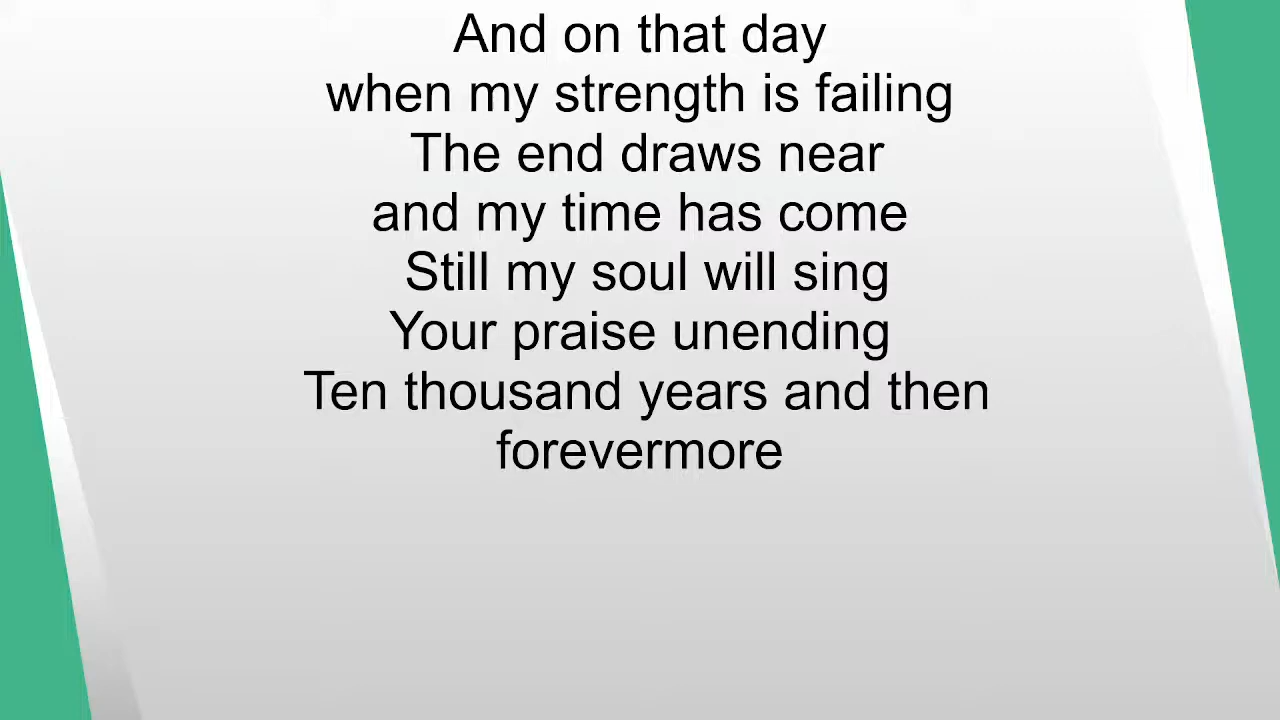 And on that day
when my strength is failing
The end draws near
and my time has come
Still my soul will sing
Your praise unending
Ten thousand years and then
forevermore